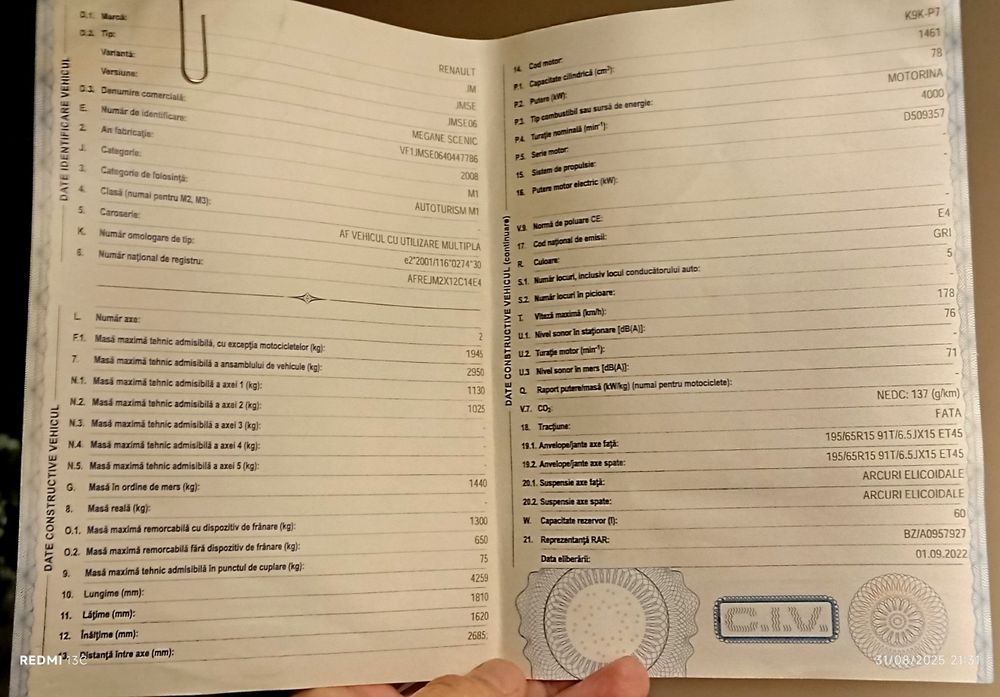 DATE IDENTIFICARE VEHICUL
D.1. Marcă: RENAULT
D.2. Tip: JM
Variantă: JMSE
Versiune: JMSE06
D.3. Denumire comercială: MEGANE SCENIC
E. Număr de identificare: VF1JMSE0640447786
2. An fabricație: 2008
J. Categorie: M1
3. Categorie de folosință: AUTOTURISM M1
4. Clasă (numai pentru M2, M3):
5. Caroserie: AF VEHICUL CU UTILIZARE MULTIPLA
K. Număr omologare de tip: e2*2001/116*0274*30
6. Număr național de registru: AFREJM2X12C14E4
DATE CONSTRUCTIVE VEHICUL
L. Număr axe: 2
F.1. Masă maximă tehnic admisibilă, cu excepția motocicletelor (kg): 1945
7. Masă maximă tehnic admisibilă a ansamblului de vehicule (kg): 2950
N.1. Masă maximă tehnic admisibilă a axei 1 (kg): 1130
N.2. Masă maximă tehnic admisibilă a axei 2 (kg): 1025
N.3. Masă maximă tehnic admisibilă a axei 3 (kg): -
N.4. Masă maximă tehnic admisibilă a axei 4 (kg): -
N.5. Masă maximă tehnic admisibilă a axei 5 (kg): -
G. Masă în ordine de mers (kg): 1440
8. Masă reală (kg): -
O.1. Masă maximă remorcabilă cu dispozitiv de frânare (kg): 1300
O.2. Masă maximă remorcabilă fără dispozitiv de frânare (kg): 650
9. Masă maximă tehnic admisibilă în punctul de cuplare (kg): 75
10. Lungime (mm): 4259
11. Lățime (mm): 1810
12. Înălțime (mm): 1620
13. Distanță între axe (mm): 2685;
DATE CONSTRUCTIVE VEHICUL (continuare)
14. Cod motor: K9K-P7
P.1. Capacitate cilindrică (cm³): 1461
P.2. Putere (kW): 78
P.3. Tip combustibil sau sursă de energie: MOTORINA
P.4. Turație nominală (min⁻¹): 4000
P.5. Serie motor: D509357
15. Sistem de propulsie: -
16. Putere motor electric (kW): -
V.9. Normă de poluare CE: E4
17. Cod național de emisii: -
R. Culoare: GRI
S.1. Număr locuri, inclusiv locul conducătorului auto: 5
S.2. Număr locuri în picioare: -
T. Viteză maximă (km/h): 178
U.1. Nivel sonor în staționare [dB(A)]: 76
U.2. Turație motor (min⁻¹): -
U.3 Nivel sonor în mers [dB(A)]: 71
Q. Raport putere/masă (kW/kg) (numai pentru motociclete): -
V.7. CO₂: NEDC: 137 (g/km)
18. Tracțiune: FATA
19.1. Anvelope/jante axe față: 195/65R15 91T/6.5JX15 ET45
19.2. Anvelope/jante axe spate: 195/65R15 91T/6.5JX15 ET45
20.1. Suspensie axe față: ARCURI ELICOIDALE
20.2. Suspensie axe spate: ARCURI ELICOIDALE
W. Capacitate rezervor (l): 60
21. Reprezentanță RAR: BZ/A0957927
Data eliberării: 01.09.2022
C.I.V.
REDMI 13C
31/08/2025 21:31